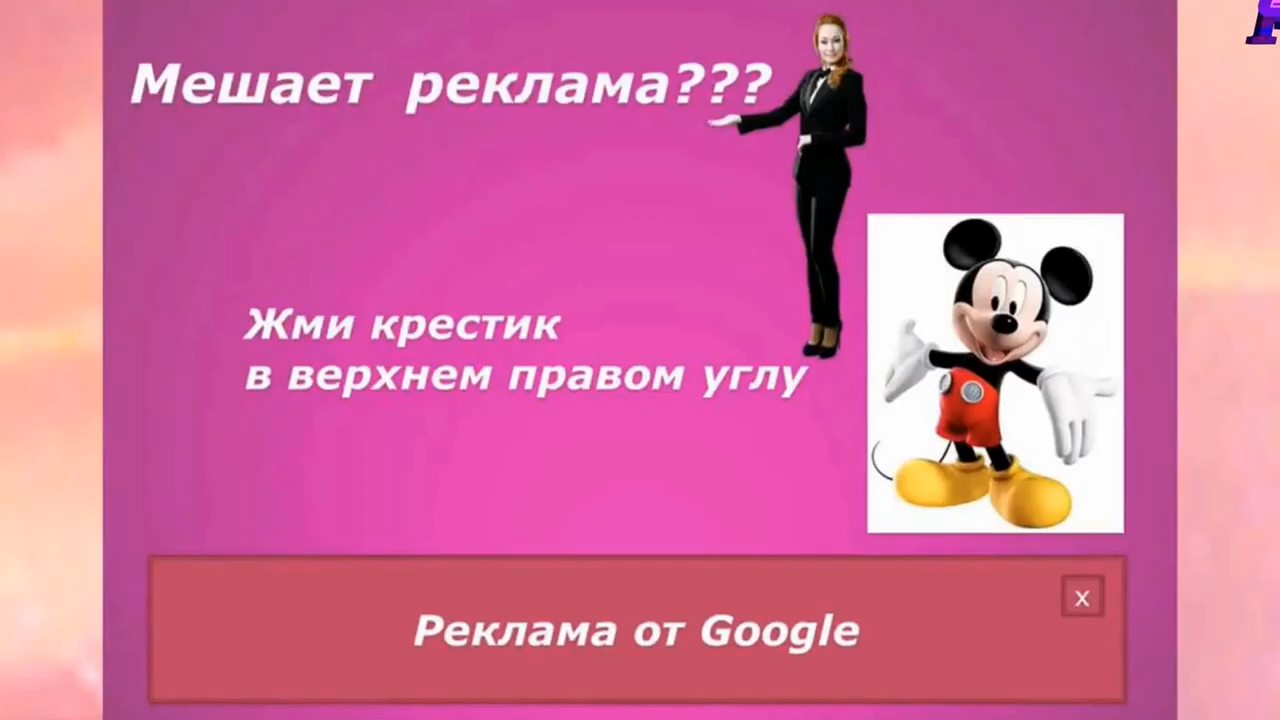 Мешает реклама???
Жми крестик
в верхнем правом углу
x
Реклама от Google